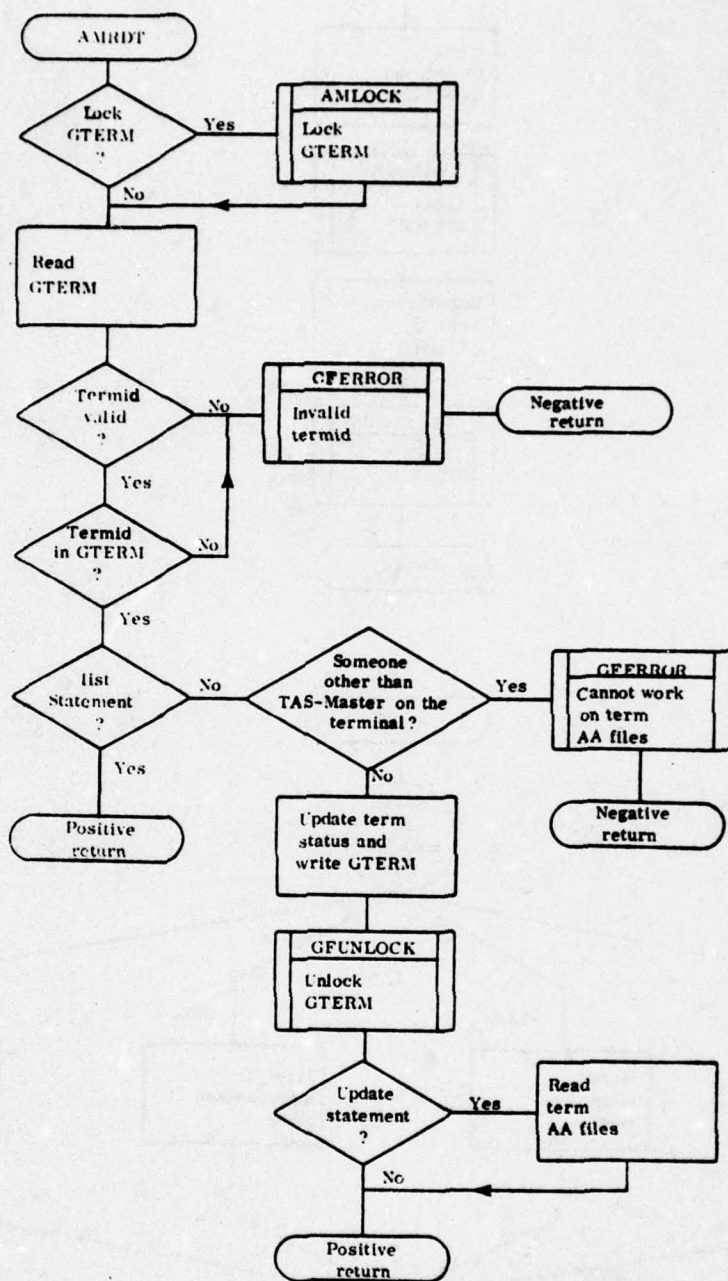 AMRDT
Lock
GTERM
?
Yes
AMLOCK
Lock
GTERM
No
Read
GTERM
Termid
valid
?
No
GFERROR
Invalid
termid
Negative
return
Yes
Termid
in GTERM
?
No
Yes
List
Statement
?
No
Someone
other than
TAS-Master on the
terminal?
Yes
GFERROR
Cannot work
on term
AA files
Yes
No
Positive
return
Update term
status and
write GTERM
Negative
return
GFUNLOCK
Unlock
GTERM
Update
statement
?
Yes
Read
term
AA files
No
Positive
return